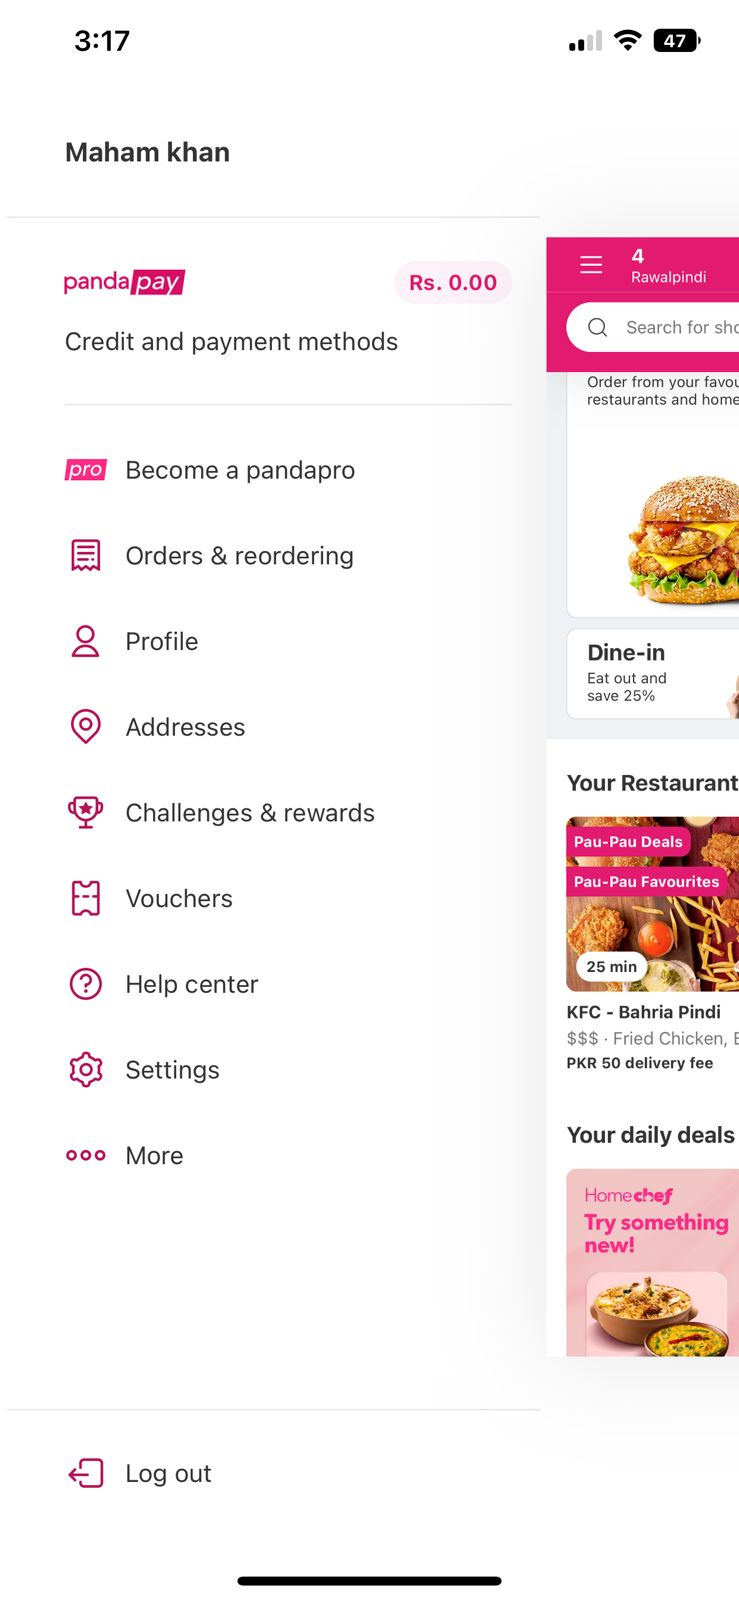 3:17
47
Maham khan
panda pay
Rs. 0.00
Credit and payment methods
pro Become a pandapro
Orders & reordering
Profile
Addresses
Challenges & rewards
Vouchers
Help center
Settings
More
Log out
4
Rawalpindi
Search for sho
Order from your favou
restaurants and home
Dine-in
Eat out and
save 25%
Your Restaurant
Pau-Pau Deals
Pau-Pau Favourites
25 min
KFC - Bahria Pindi
$$$ · Fried Chicken, B
PKR 50 delivery fee
Your daily deals
Homechef
Try something
new!